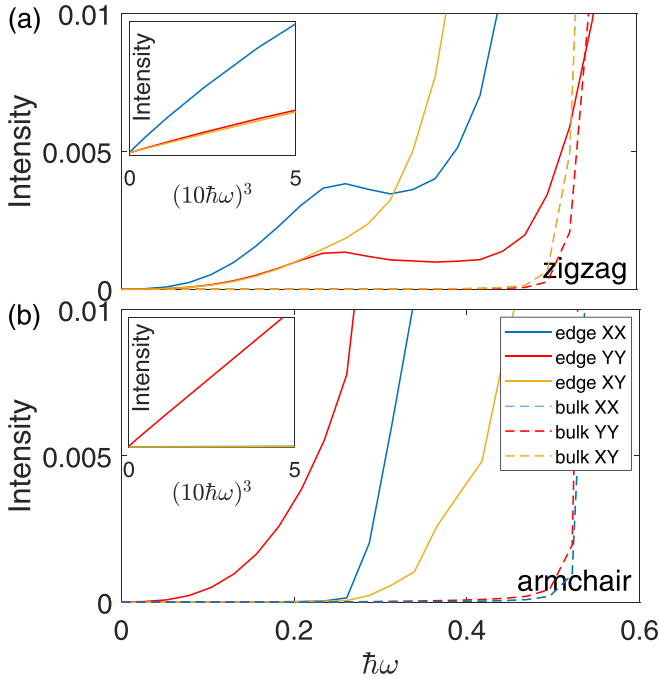 (a)
0.01
Intensity
0.005
0
Intensity
0
5
(10ħω)³
zigzag
(b)
0.01
Intensity
0.005
0
Intensity
0
5
(10ħω)³
edge XX
edge YY
edge XY
bulk XX
bulk YY
bulk XY
armchair
0
0.2
0.4
0.6
ħω